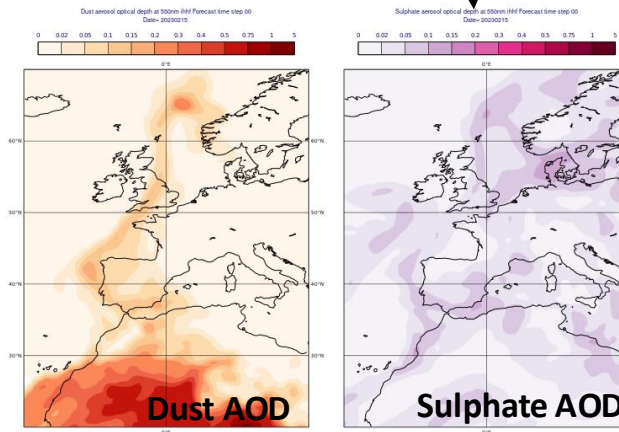 Dust aerosol optical depth at 550nm ihhf Forecast time step 00
Date= 20230215
0 0.02 0.05 0.1 0.15 0.2 0.3 0.4 0.5 0.75 1 5
0°E
60°N
50°N
40°N
30°N
Dust AOD
0°E
Sulphate aerosol optical depth at 550nm ihhf Forecast time step 00
Date= 20230215
0 0.02 0.05 0.1 0.15 0.2 0.3 0.4 0.5 0.75 1 5
0°E
60°N
50°N
40°N
30°N
Sulphate AOD
0°E